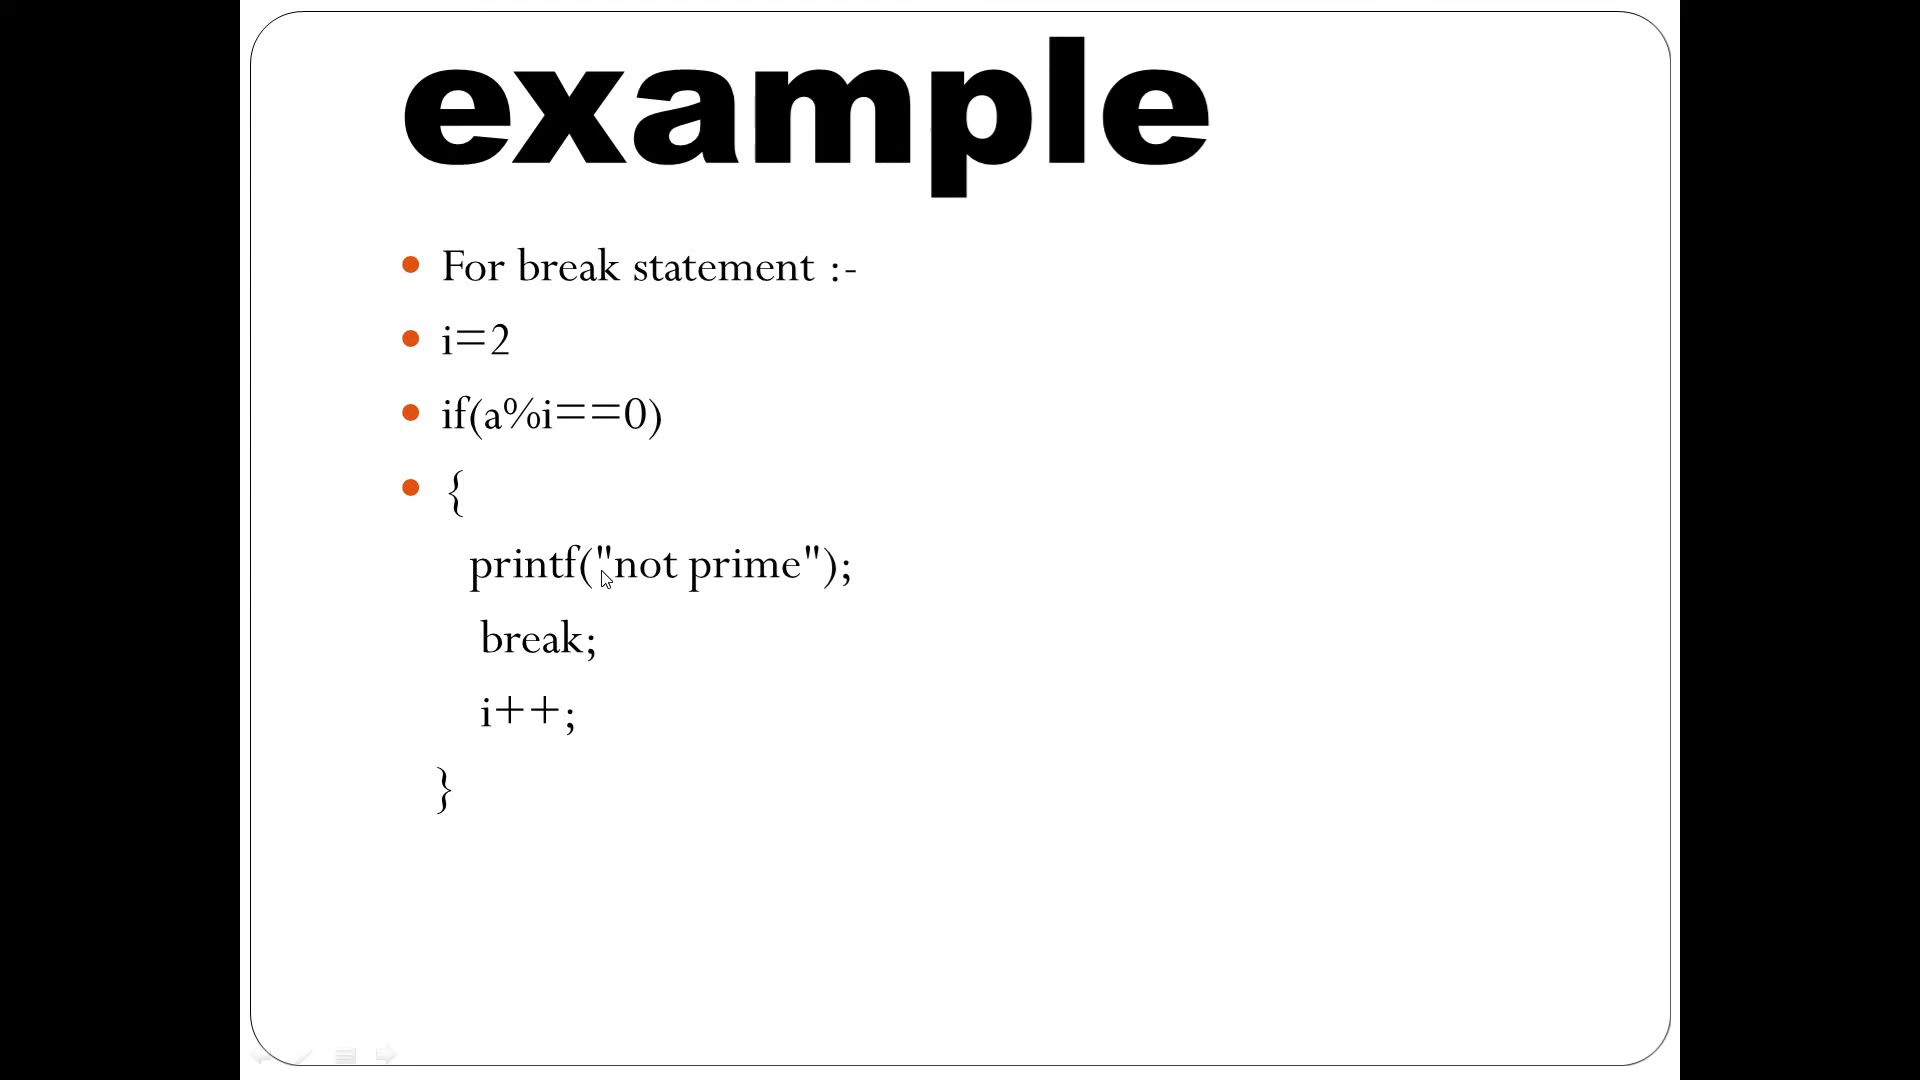 example
For break statement :-
i=2
if(a%i==0)
{
printf("not prime");
break;
i++;
}